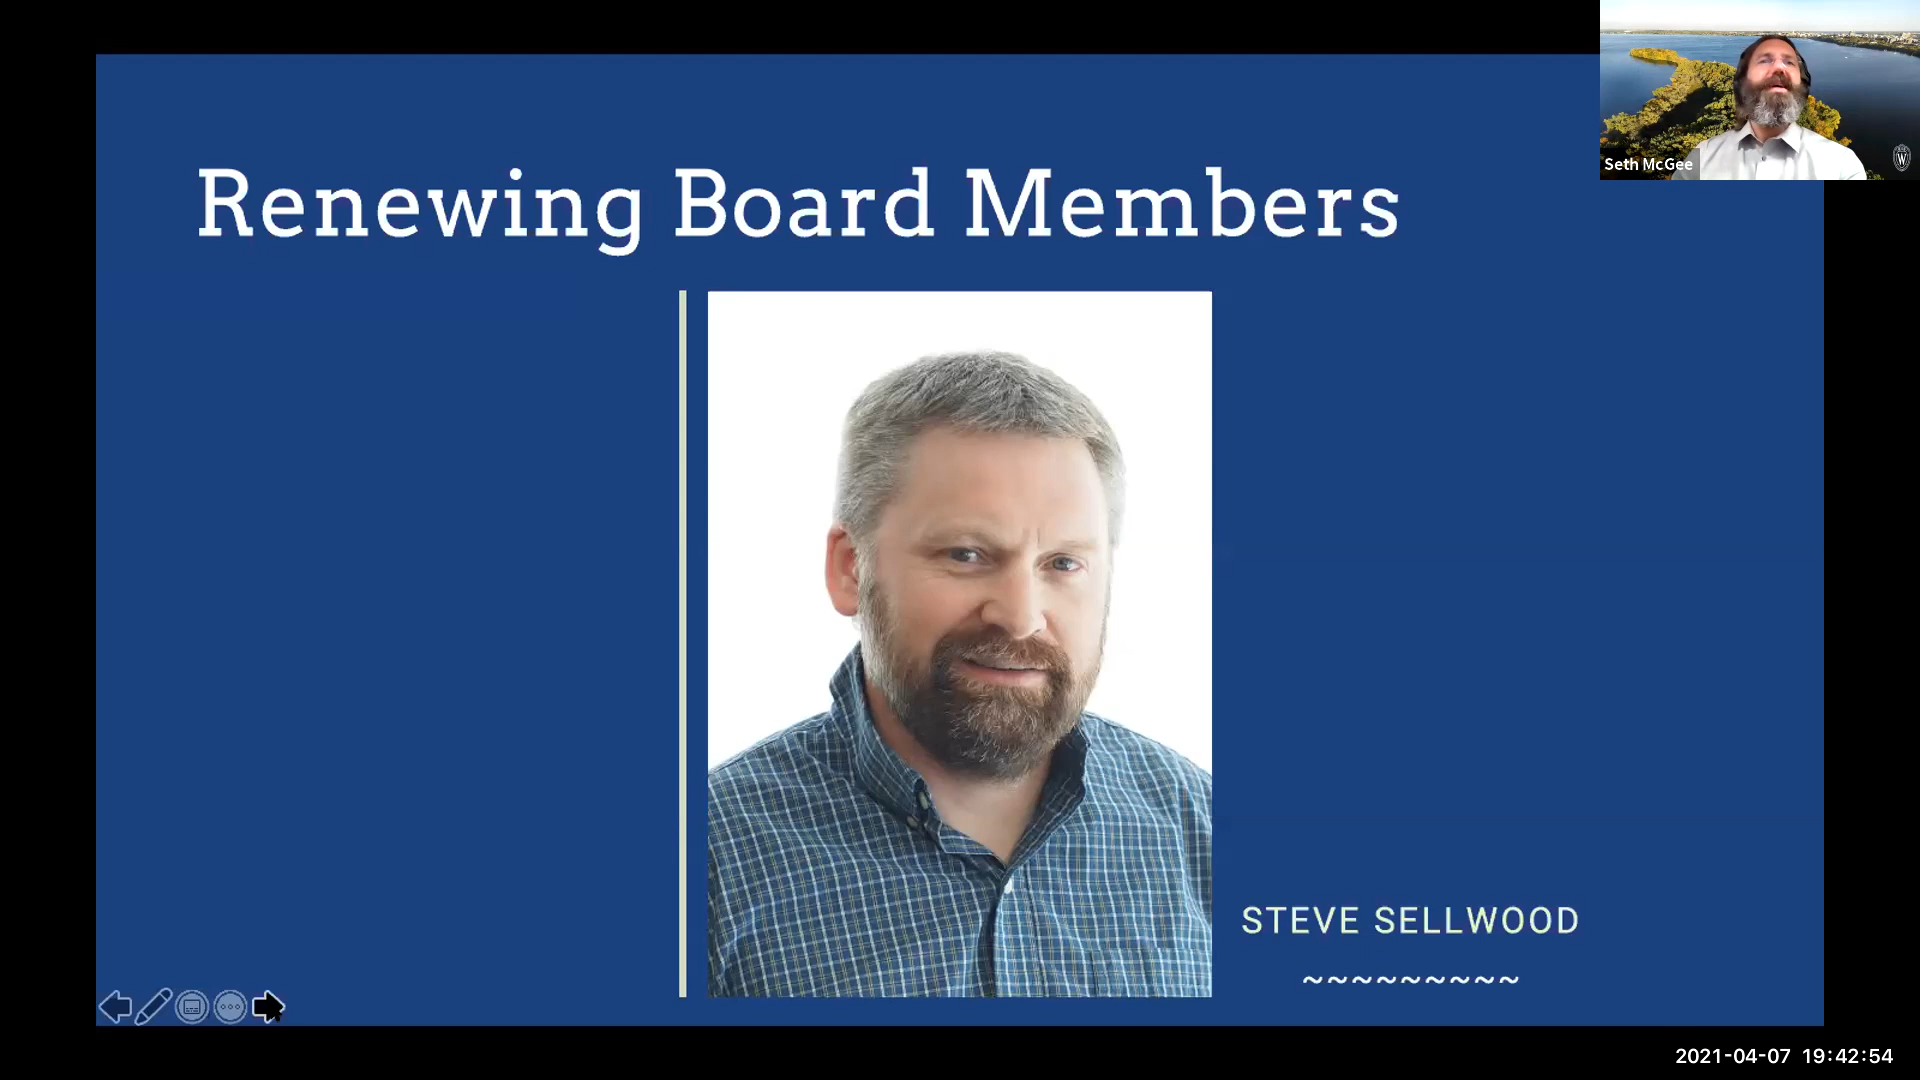 Renewing Board Members
Seth McGee
W
STEVE SELLWOOD
~~~~~~~~~
2021-04-07 19:42:54